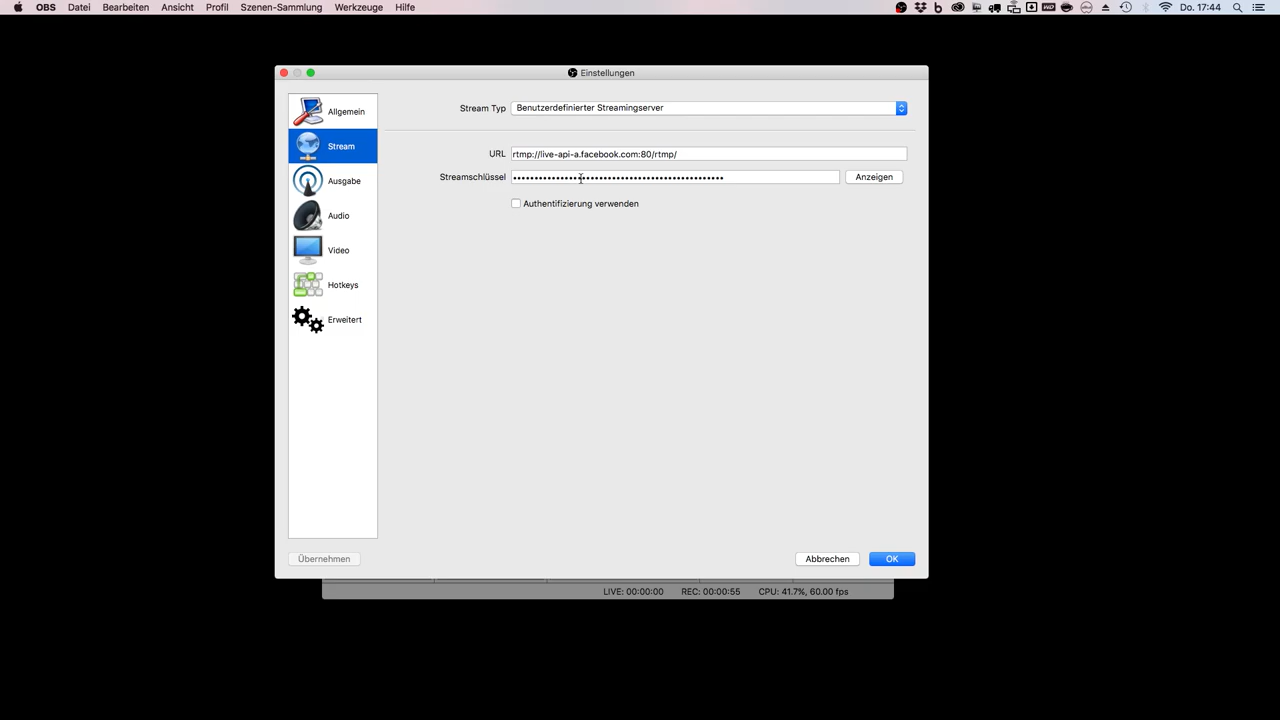 OBS Datei Bearbeiten Ansicht Profil Szenen-Sammlung Werkzeuge Hilfe Do. 17:44
Einstellungen
Allgemein
Stream
Ausgabe
Audio
Video
Hotkeys
Erweitert
Stream Typ Benutzerdefinierter Streamingserver
URL rtmp://live-api-a.facebook.com:80/rtmp/
Streamschlüssel ••••••••••••••••••••••••••••••••••••••••••••••••• Anzeigen
Authentifizierung verwenden
Übernehmen Abbrechen OK
LIVE: 00:00:00 REC: 00:00:55 CPU: 41.7%, 60.00 fps